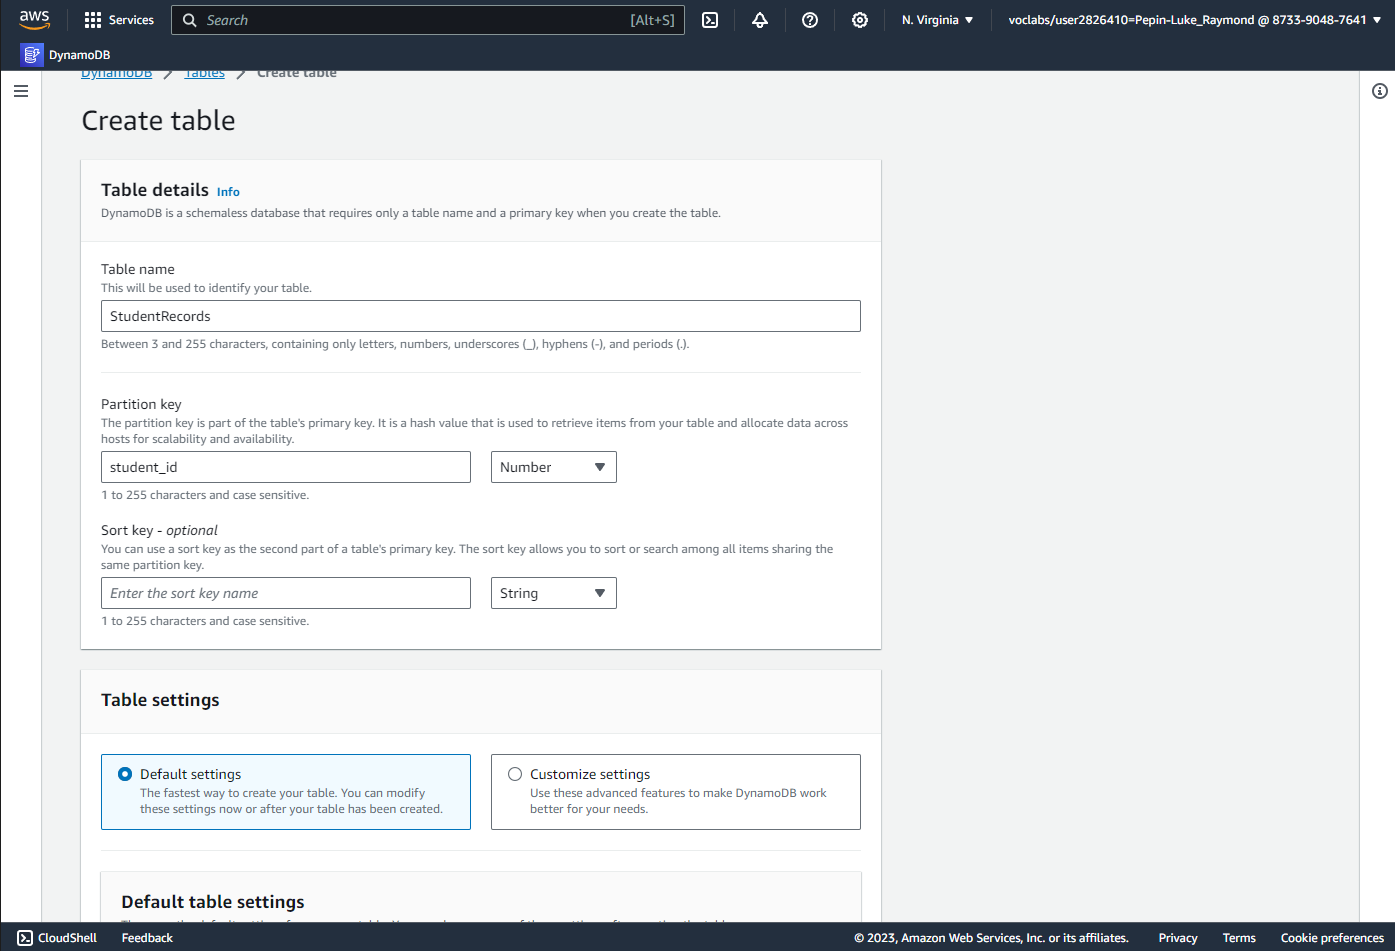 aws
Services
Search
[Alt+S]
N. Virginia
voclabs/user2826410=Pepin-Luke_Raymond @ 8733-9048-7641
DynamoDB
DynamoDB
Tables
Create table
Create table
Table details Info
DynamoDB is a schemaless database that requires only a table name and a primary key when you create the table.
Table name
This will be used to identify your table.
StudentRecords
Between 3 and 255 characters, containing only letters, numbers, underscores (_), hyphens (-), and periods (.).
Partition key
The partition key is part of the table's primary key. It is a hash value that is used to retrieve items from your table and allocate data across
hosts for scalability and availability.
student_id
Number
1 to 255 characters and case sensitive.
Sort key - optional
You can use a sort key as the second part of a table's primary key. The sort key allows you to sort or search among all items sharing the
same partition key.
Enter the sort key name
String
1 to 255 characters and case sensitive.
Table settings
Default settings
The fastest way to create your table. You can modify
these settings now or after your table has been created.
Customize settings
Use these advanced features to make DynamoDB work
better for your needs.
Default table settings
CloudShell
Feedback
© 2023, Amazon Web Services, Inc. or its affiliates.
Privacy
Terms
Cookie preferences